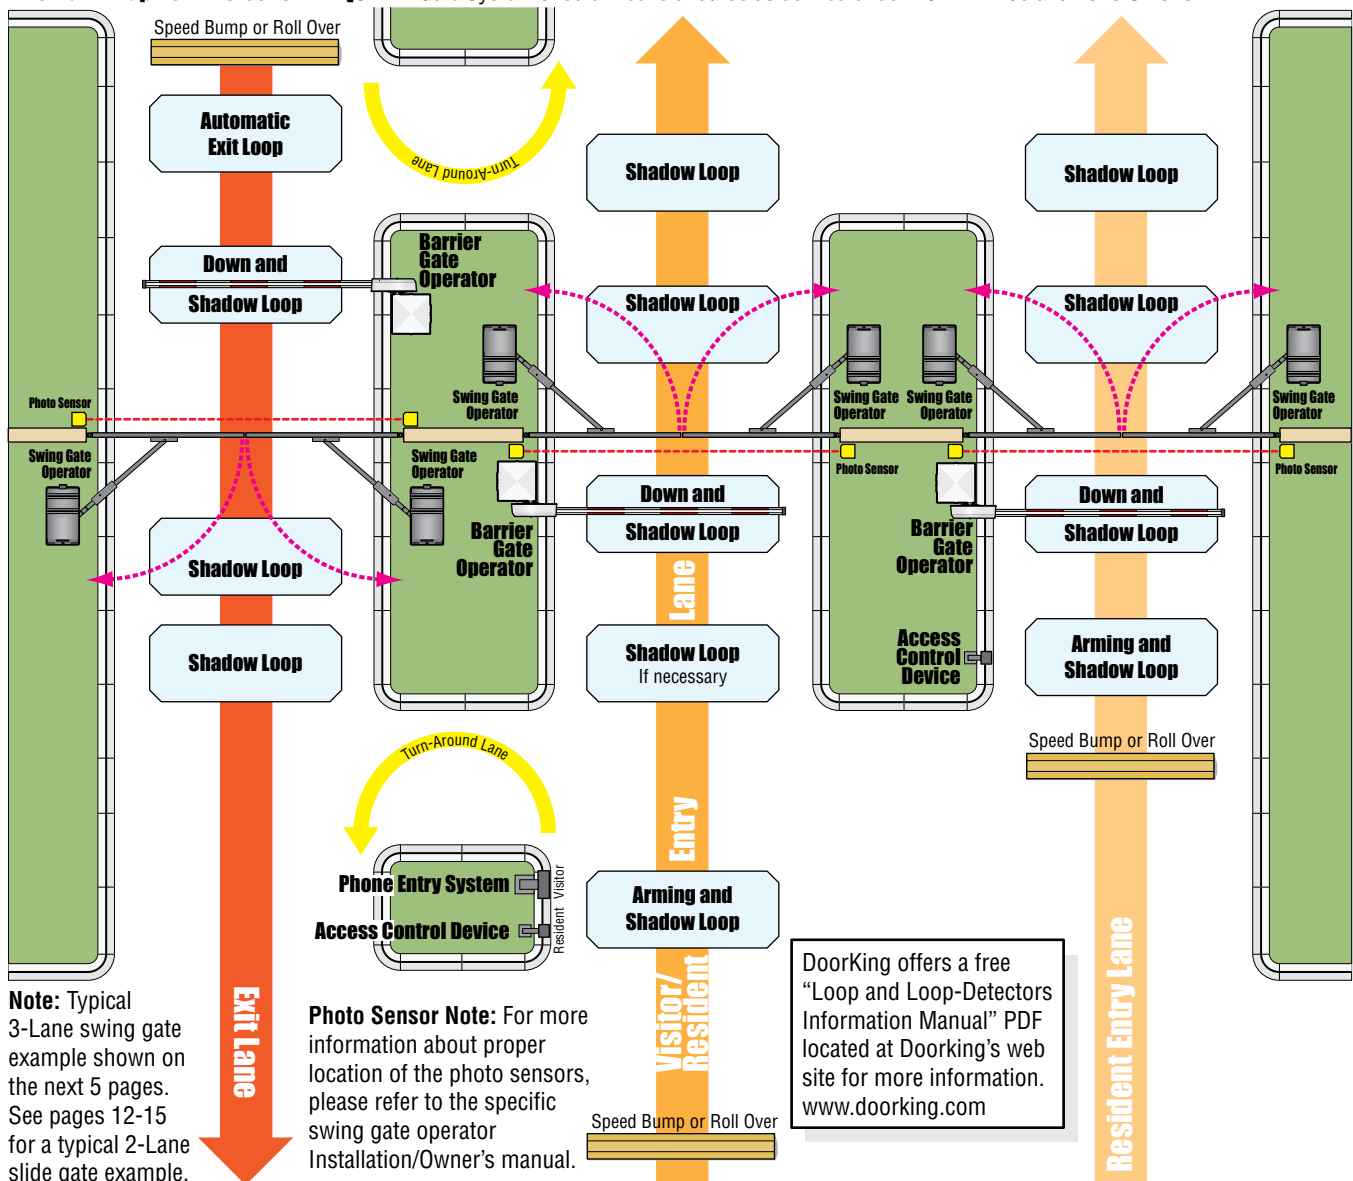 Speed Bump or Roll Over
Automatic
Exit Loop
Turn-Around Lane
Shadow Loop
Shadow Loop
Barrier
Gate
Operator
Down and
Shadow Loop
Shadow Loop
Shadow Loop
Photo Sensor
Swing Gate
Operator
Swing Gate
Operator
Swing Gate
Operator
Swing Gate
Operator
Swing Gate
Operator
Swing Gate
Operator
Photo Sensor
Photo Sensor
Down and
Shadow Loop
Down and
Shadow Loop
Barrier
Gate
Operator
Barrier
Gate
Operator
Shadow Loop
Shadow Loop
Shadow Loop
If necessary
Access
Control
Device
Arming and
Shadow Loop
Speed Bump or Roll Over
Turn-Around Lane
Phone Entry System
Access Control Device
Visitor
Resident
Arming and
Shadow Loop
Exit Lane
Visitor/
Resident
Entry
Lane
Resident Entry Lane
Speed Bump or Roll Over
Note: Typical
3-Lane swing gate
example shown on
the next 5 pages.
See pages 12-15
for a typical 2-Lane
slide gate example.
Photo Sensor Note: For more
information about proper
location of the photo sensors,
please refer to the specific
swing gate operator
Installation/Owner's manual.
DoorKing offers a free
“Loop and Loop-Detectors
Information Manual” PDF
located at Doorking's web
site for more information.
www.doorking.com